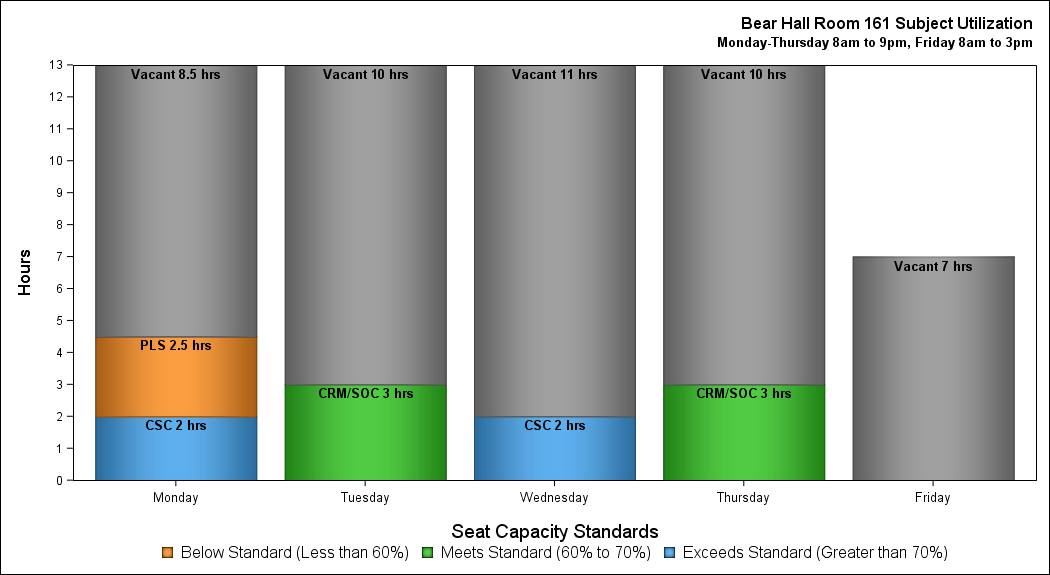 Bear Hall Room 161 Subject Utilization
Monday-Thursday 8am to 9pm, Friday 8am to 3pm
13
12
11
10
9
8
7
6
5
4
3
2
1
0
Hours
Vacant 8.5 hrs
PLS 2.5 hrs
CSC 2 hrs
Vacant 10 hrs
CRM/SOC 3 hrs
Vacant 11 hrs
CSC 2 hrs
Vacant 10 hrs
CRM/SOC 3 hrs
Vacant 7 hrs
Monday Tuesday Wednesday Thursday Friday
Seat Capacity Standards
Below Standard (Less than 60%) Meets Standard (60% to 70%) Exceeds Standard (Greater than 70%)